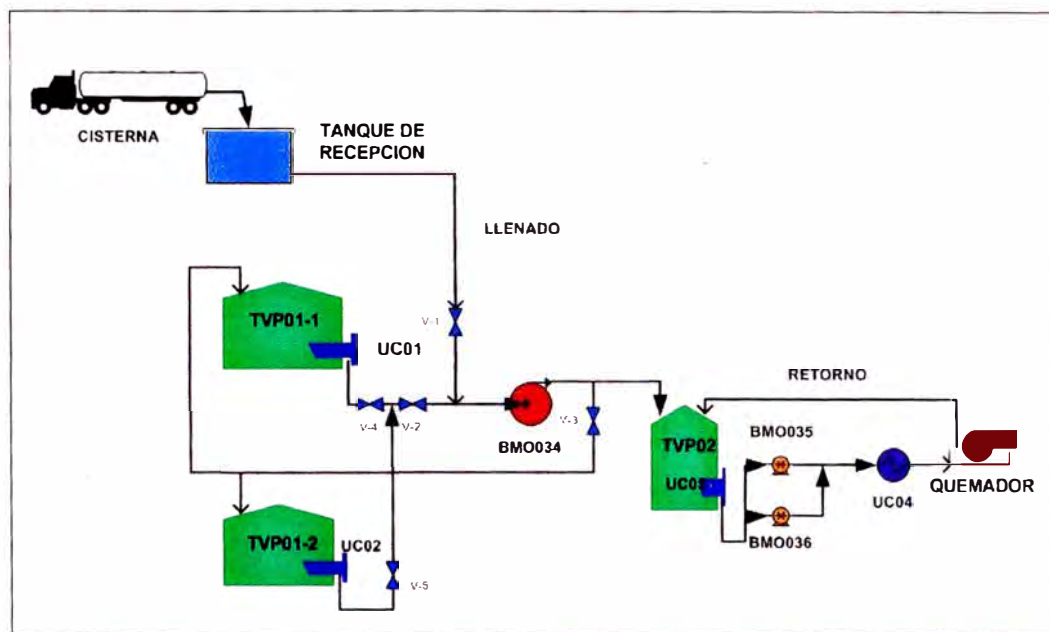 CISTERNA
TANQUE DE
RECEPCION
LLENADO
TVP01-1
UC01
V-1
V-4
V-2
BMO034
V-3
RETORNO
TVP02
BMO035
UC04
QUEMADOR
BMO036
TVP01-2
UC02
V-5